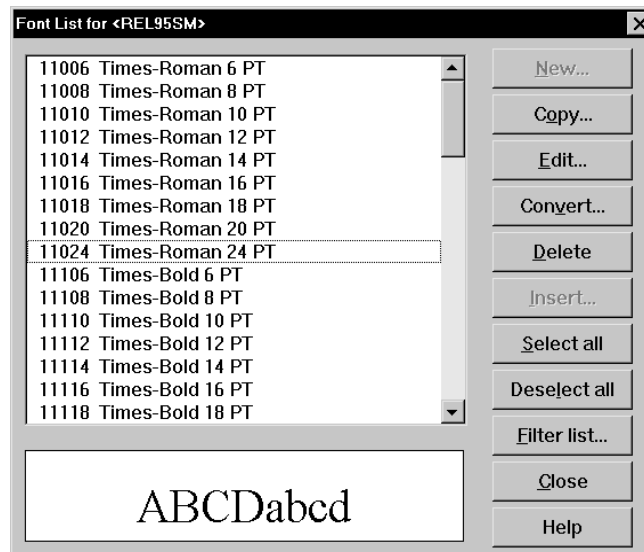 Font List for <REL95SM>
11006 Times-Roman 6 PT
11008 Times-Roman 8 PT
11010 Times-Roman 10 PT
11012 Times-Roman 12 PT
11014 Times-Roman 14 PT
11016 Times-Roman 16 PT
11018 Times-Roman 18 PT
11020 Times-Roman 20 PT
11024 Times-Roman 24 PT
11106 Times-Bold 6 PT
11108 Times-Bold 8 PT
11110 Times-Bold 10 PT
11112 Times-Bold 12 PT
11114 Times-Bold 14 PT
11116 Times-Bold 16 PT
11118 Times-Bold 18 PT
ABCDabcd
New...
Copy...
Edit...
Convert...
Delete
Insert...
Select all
Deselect all
Filter list...
Close
Help